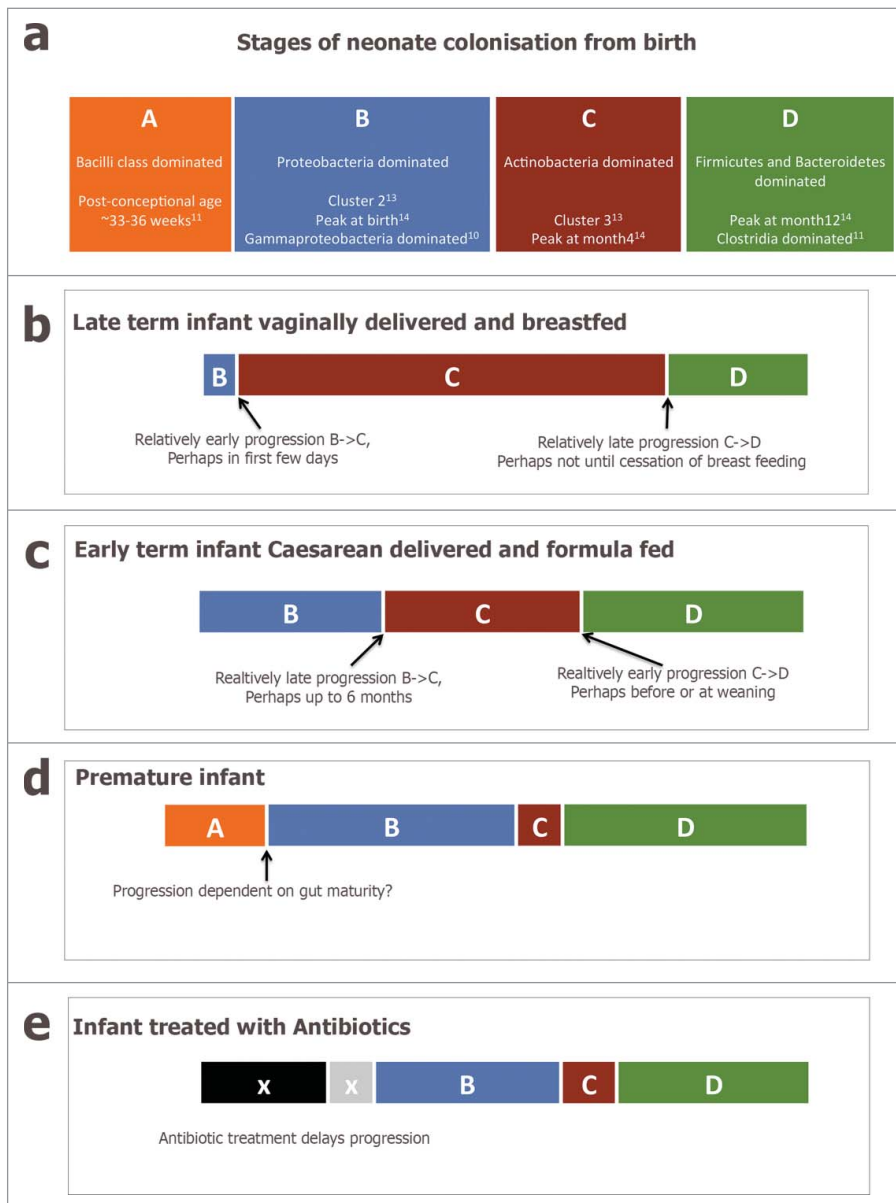 a
Stages of neonate colonisation from birth
A
Bacilli class dominated
Post-conceptional age
~33-36 weeks11
B
Proteobacteria dominated
Cluster 213
Peak at birth14
Gammaproteobacteria dominated10
C
Actinobacteria dominated
Cluster 313
Peak at month414
D
Firmicutes and Bacteroidetes
dominated
Peak at month1214
Clostridia dominated11
b
Late term infant vaginally delivered and breastfed
B C D
Relatively early progression B->C,
Perhaps in first few days
Relatively late progression C->D
Perhaps not until cessation of breast feeding
c
Early term infant Caesarean delivered and formula fed
B C D
Realtively late progression B->C,
Perhaps up to 6 months
Realtively early progression C->D
Perhaps before or at weaning
d
Premature infant
A B C D
Progression dependent on gut maturity?
e
Infant treated with Antibiotics
x x B C D
Antibiotic treatment delays progression